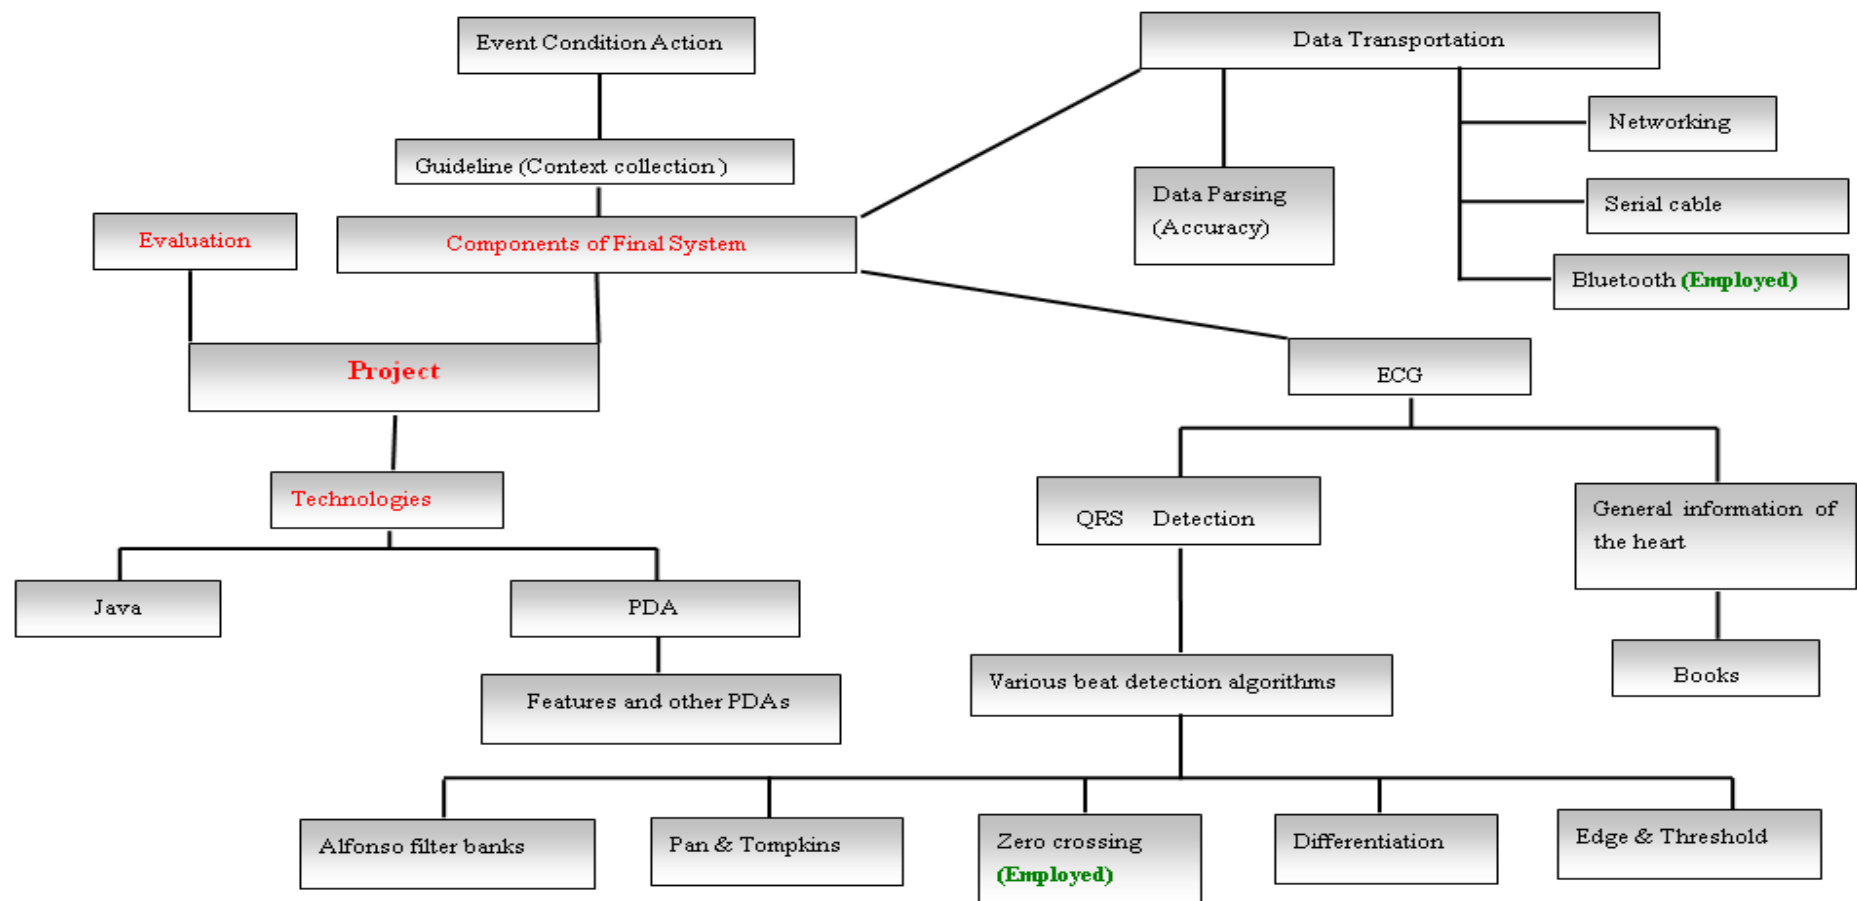 Event Condition Action
Data Transportation
Networking
Guideline (Context collection )
Data Parsing
(Accuracy)
Serial cable
Evaluation
Components of Final System
Bluetooth (Employed)
Project
ECG
Technologies
QRS Detection
General information of
the heart
Java
PDA
Books
Various beat detection algorithms
Features and other PDAs
Alfonso filter banks
Pan & Tompkins
Zero crossing
(Employed)
Differentiation
Edge & Threshold